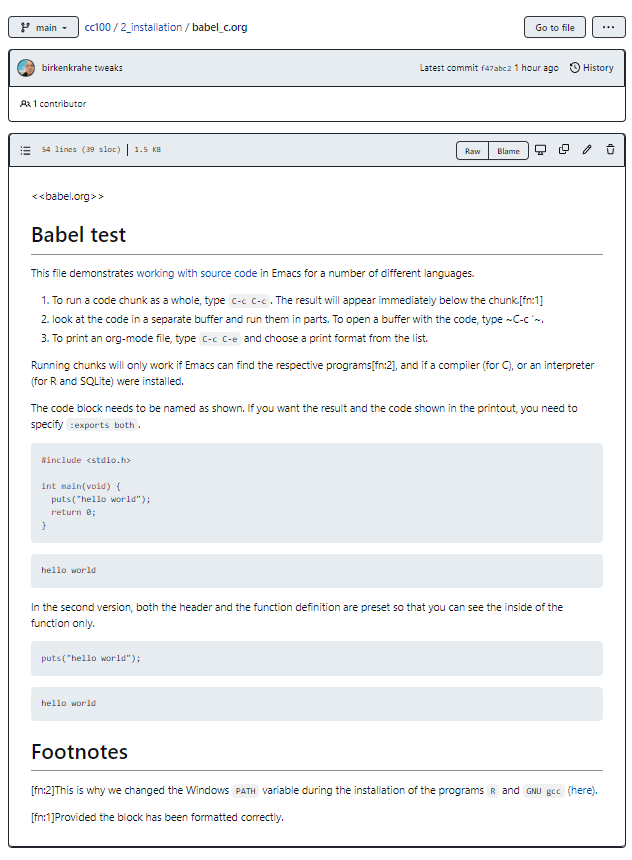 main
cc100 / 2_installation / babel_c.org
Go to file
...
birkenkrahe tweaks
Latest commit f47abc2 1 hour ago
History
1 contributor
54 lines (39 sloc) | 1.5 KB
Raw
Blame
<<babel.org>>
Babel test
This file demonstrates working with source code in Emacs for a number of different languages.
1. To run a code chunk as a whole, type C-c C-c . The result will appear immediately below the chunk.[fn:1]
2. look at the code in a separate buffer and run them in parts. To open a buffer with the code, type ~C-c ´~.
3. To print an org-mode file, type C-c C-e and choose a print format from the list.
Running chunks will only work if Emacs can find the respective programs[fn:2], and if a compiler (for C), or an interpreter
(for R and SQLite) were installed.
The code block needs to be named as shown. If you want the result and the code shown in the printout, you need to
specify :exports both .
#include <stdio.h>
int main(void) {
  puts("hello world");
  return 0;
}
hello world
In the second version, both the header and the function definition are preset so that you can see the inside of the
function only.
puts("hello world");
hello world
Footnotes
[fn:2]This is why we changed the Windows PATH variable during the installation of the programs R and GNU gcc (here).
[fn:1]Provided the block has been formatted correctly.